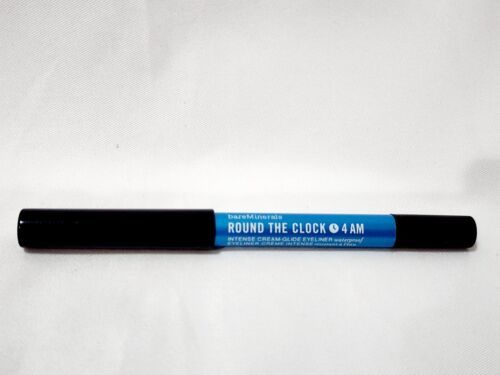 bareMinerals
ROUND THE CLOCK 4 AM
INTENSE CREAM-GLIDE EYELINER waterproof
EYELINER CRÈME INTENSE